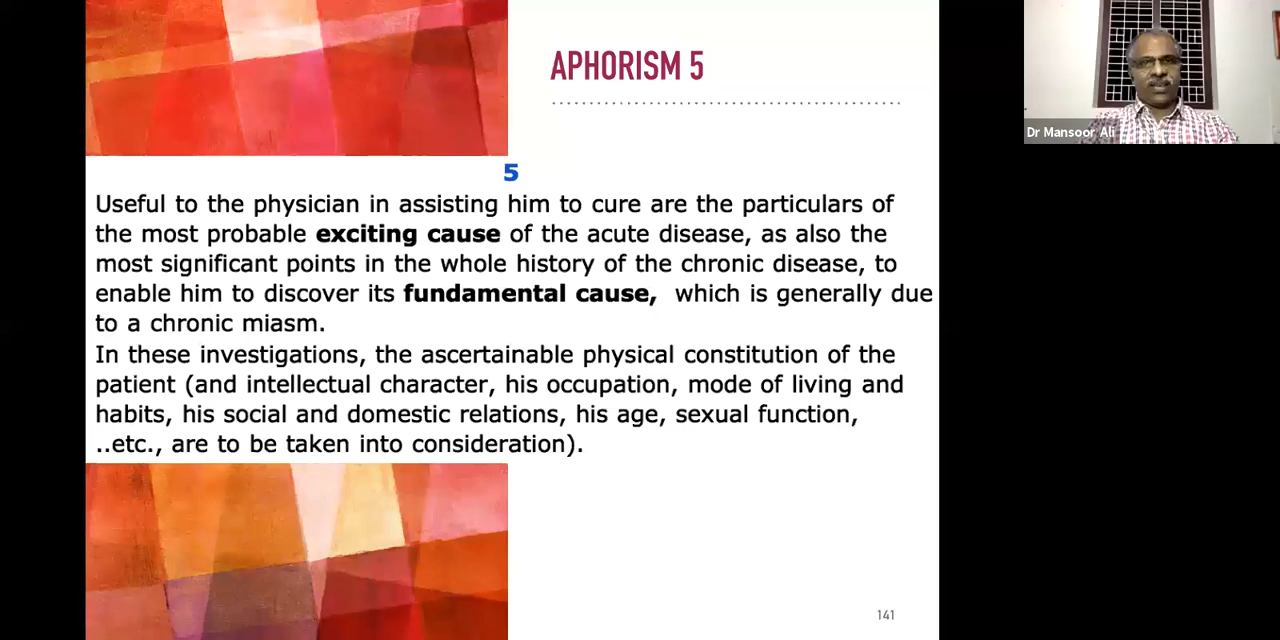 APHORISM 5
Dr Mansoor Ali
5
Useful to the physician in assisting him to cure are the particulars of
the most probable exciting cause of the acute disease, as also the
most significant points in the whole history of the chronic disease, to
enable him to discover its fundamental cause, which is generally due
to a chronic miasm.
In these investigations, the ascertainable physical constitution of the
patient (and intellectual character, his occupation, mode of living and
habits, his social and domestic relations, his age, sexual function,
..etc., are to be taken into consideration).
141